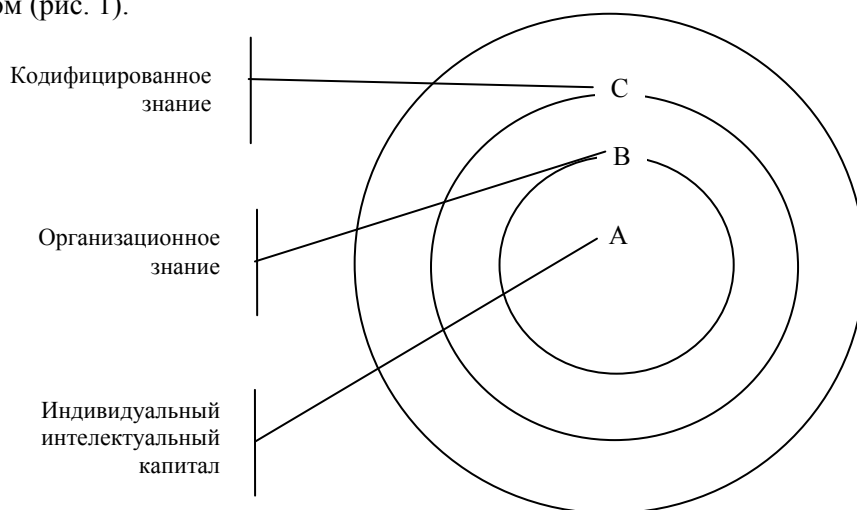 ом (рис. 1).
Кодифицированное
знание
C
B
Организационное
знание
A
Индивидуальный
интелектуальный
капитал